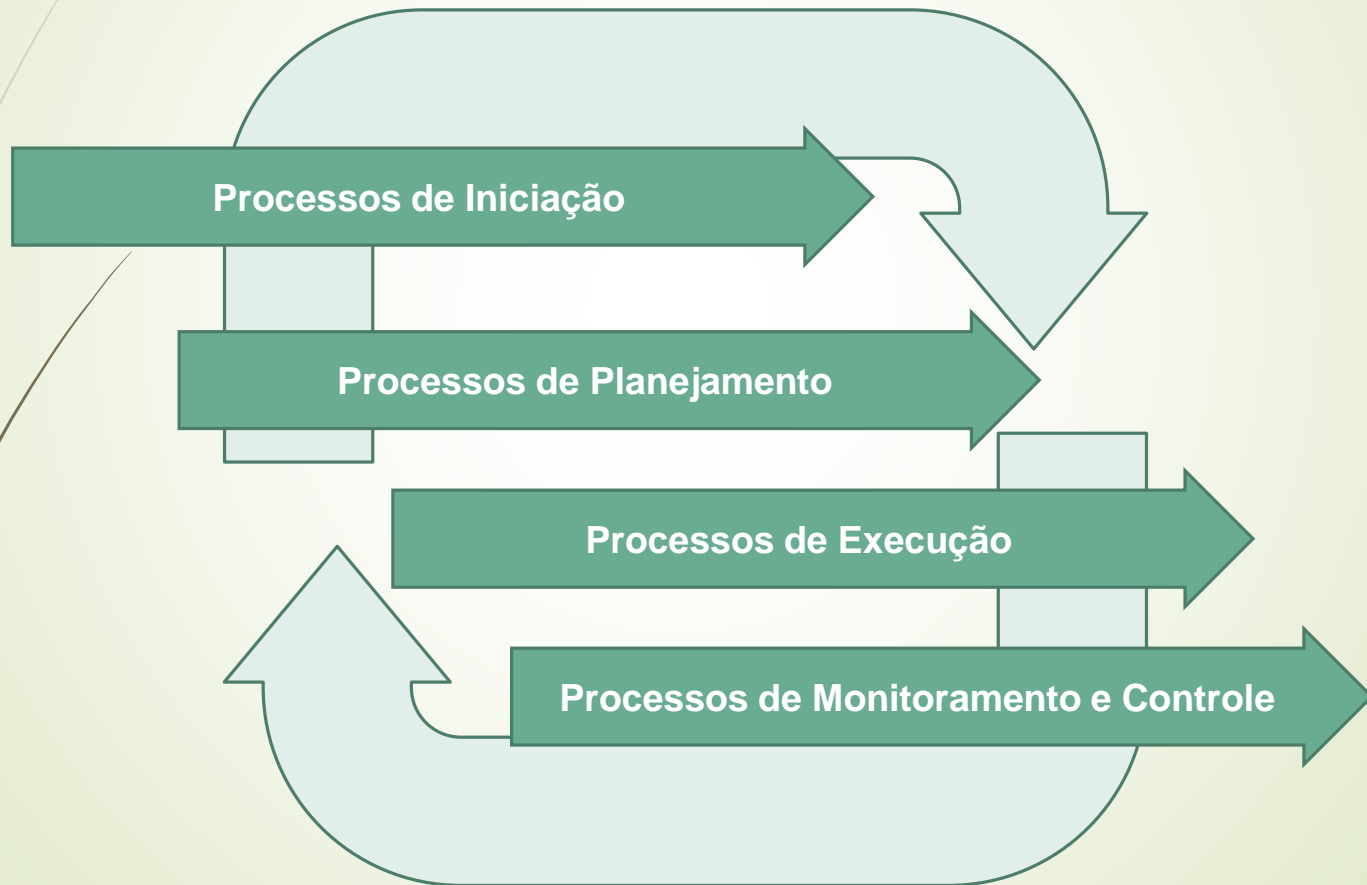 Processos de Iniciação
Processos de Planejamento
Processos de Execução
Processos de Monitoramento e Controle